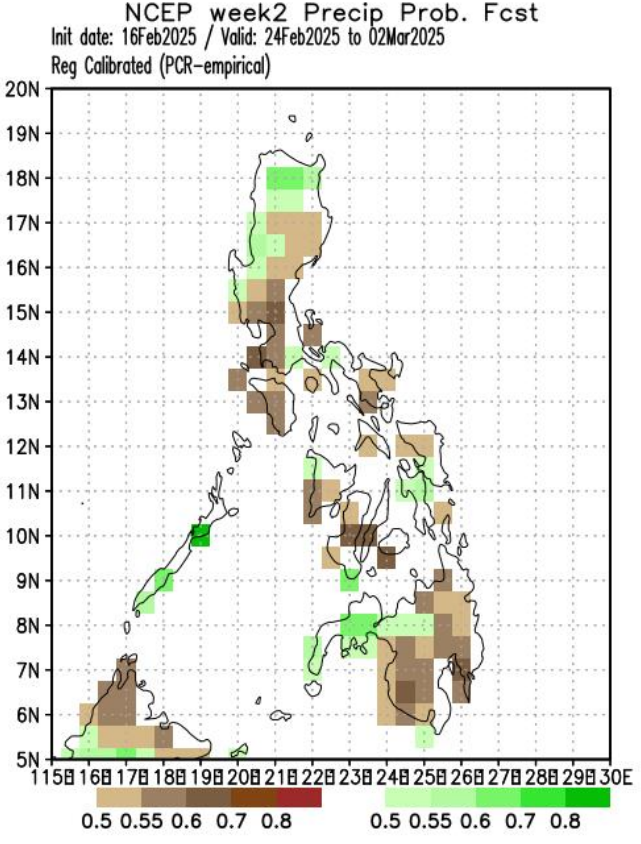 NCEP week2 Precip Prob. Fcst
Init date: 16Feb2025 / Valid: 24Feb2025 to 02Mar2025
Reg Calibrated (PCR-empirical)
20N
19N
18N
17N
16N
15N
14N
13N
12N
11N
10N
9N
8N
7N
6N
5N
115E 116E 117E 118E 119E 120E 121E 122E 123E 124E 125E 126E 127E 128E 129E 130E
0.5 0.55 0.6 0.7 0.8 0.5 0.55 0.6 0.7 0.8